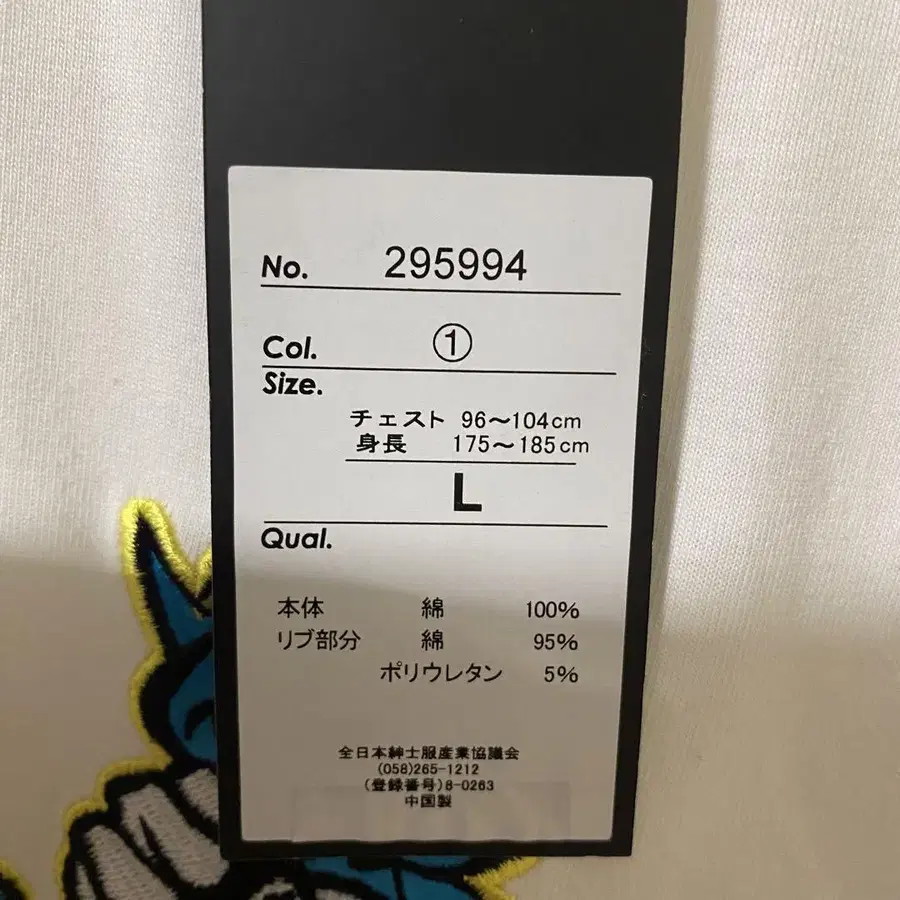 No. 295994
Col. ①
Size.
チェスト 96～104cm
身長 175～185cm
L
Qual.
本体 綿 100%
リブ部分 綿 95%
ポリウレタン 5%
全日本紳士服産業協議会
(058)265-1212
(登録番号)8-0263
中国製